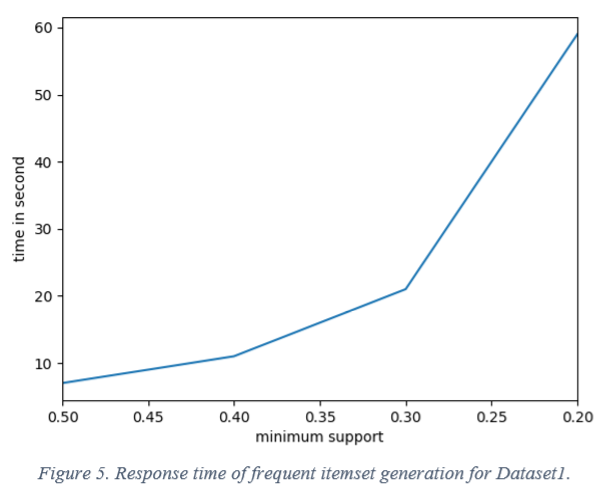 60
50
40
30
20
10
time in second
0.50 0.45 0.40 0.35 0.30 0.25 0.20
minimum support
Figure 5. Response time of frequent itemset generation for Dataset1.